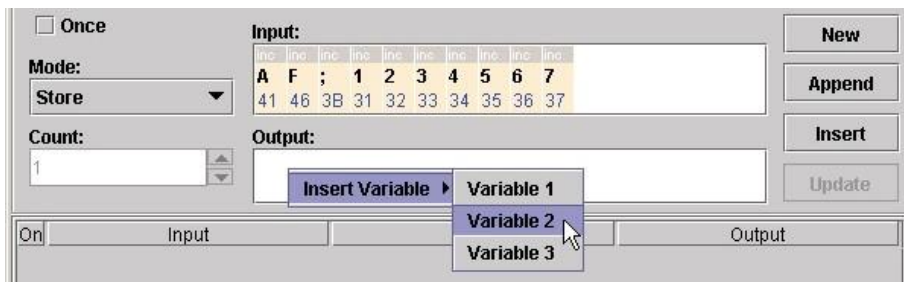 Once
Input:
New
inc inc inc inc inc inc inc inc inc inc
Mode:
A F ; 1 2 3 4 5 6 7
Store
41 46 3B 31 32 33 34 35 36 37
Append
Count:
Output:
Insert
1
Insert Variable
Variable 1
Update
Variable 2
On
Input
Output
Variable 3